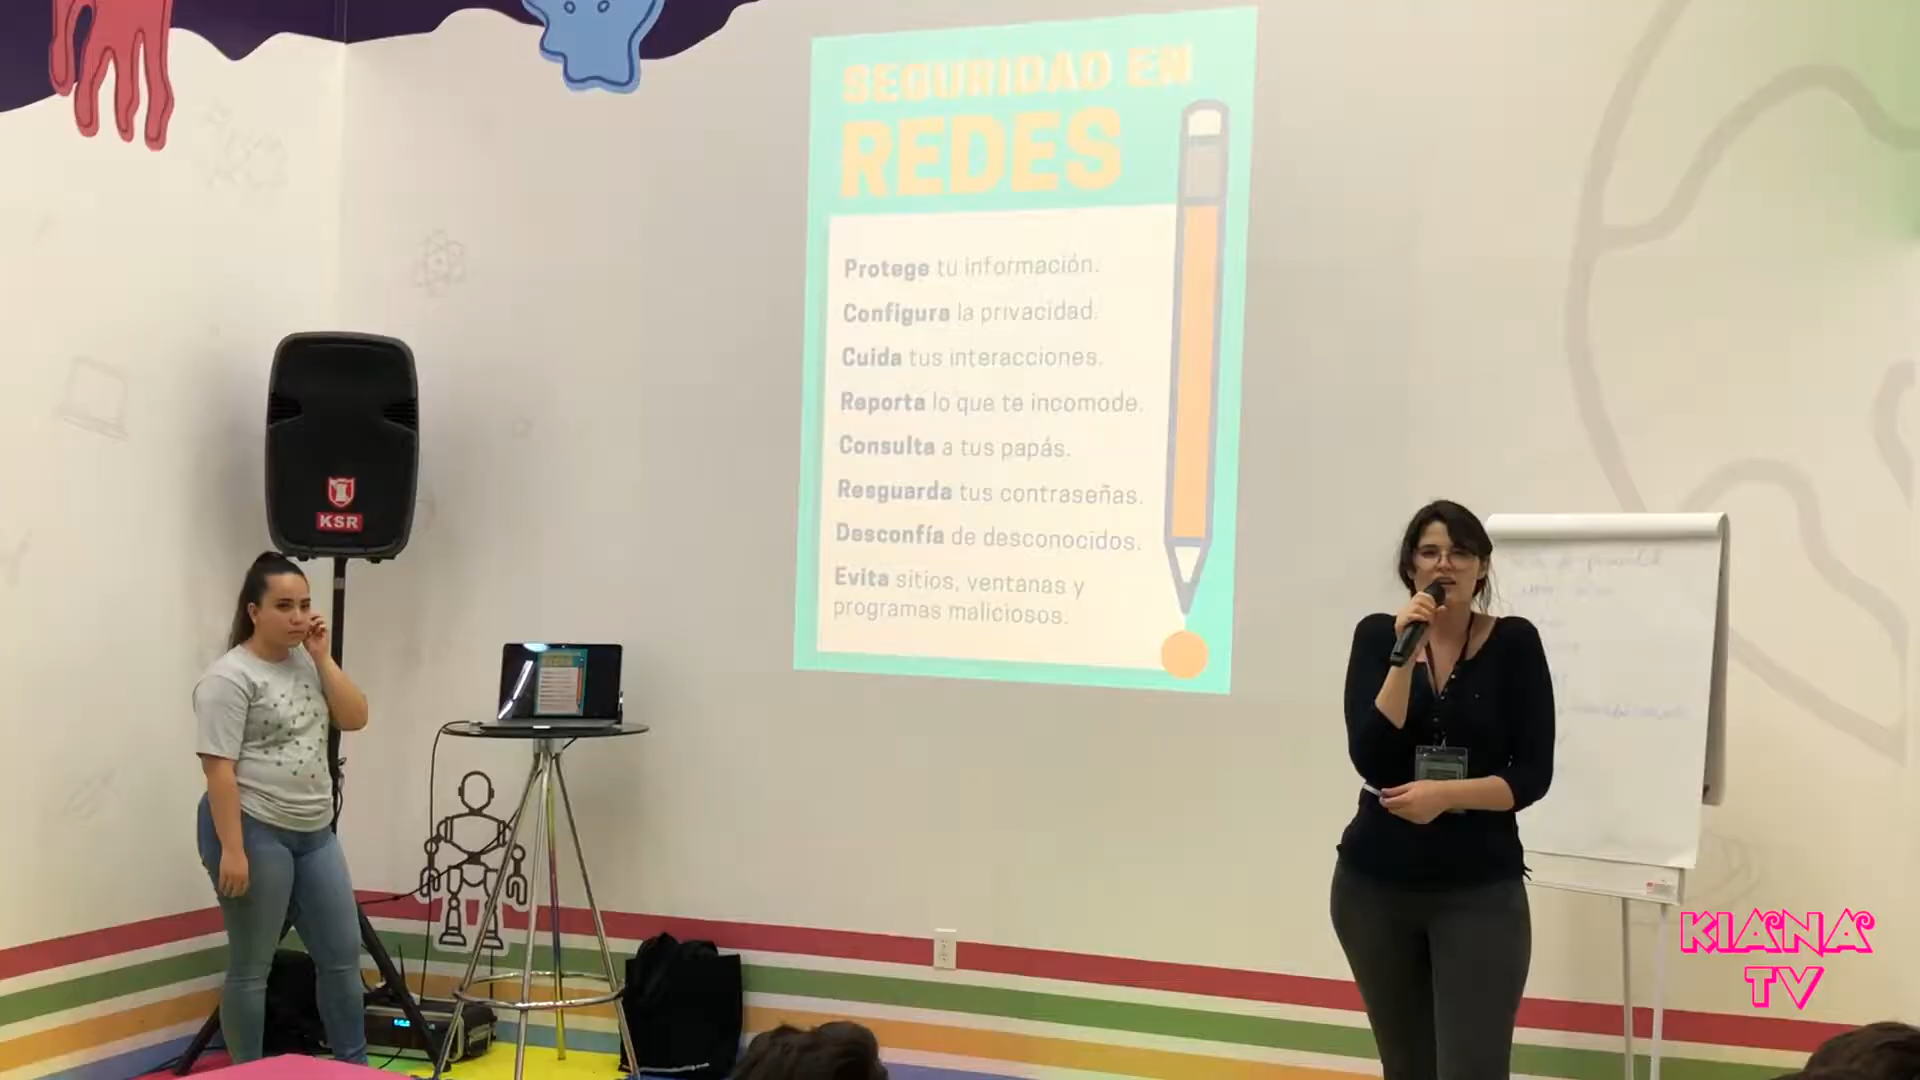 SEGURIDAD EN
REDES
Protege tu información.
Configura la privacidad.
Cuida tus interacciones.
Reporta lo que te incomode.
Consulta a tus papás.
Resguarda tus contraseñas.
Desconfía de desconocidos.
Evita sitios, ventanas y
programas maliciosos.
KSR
KIANA
TV